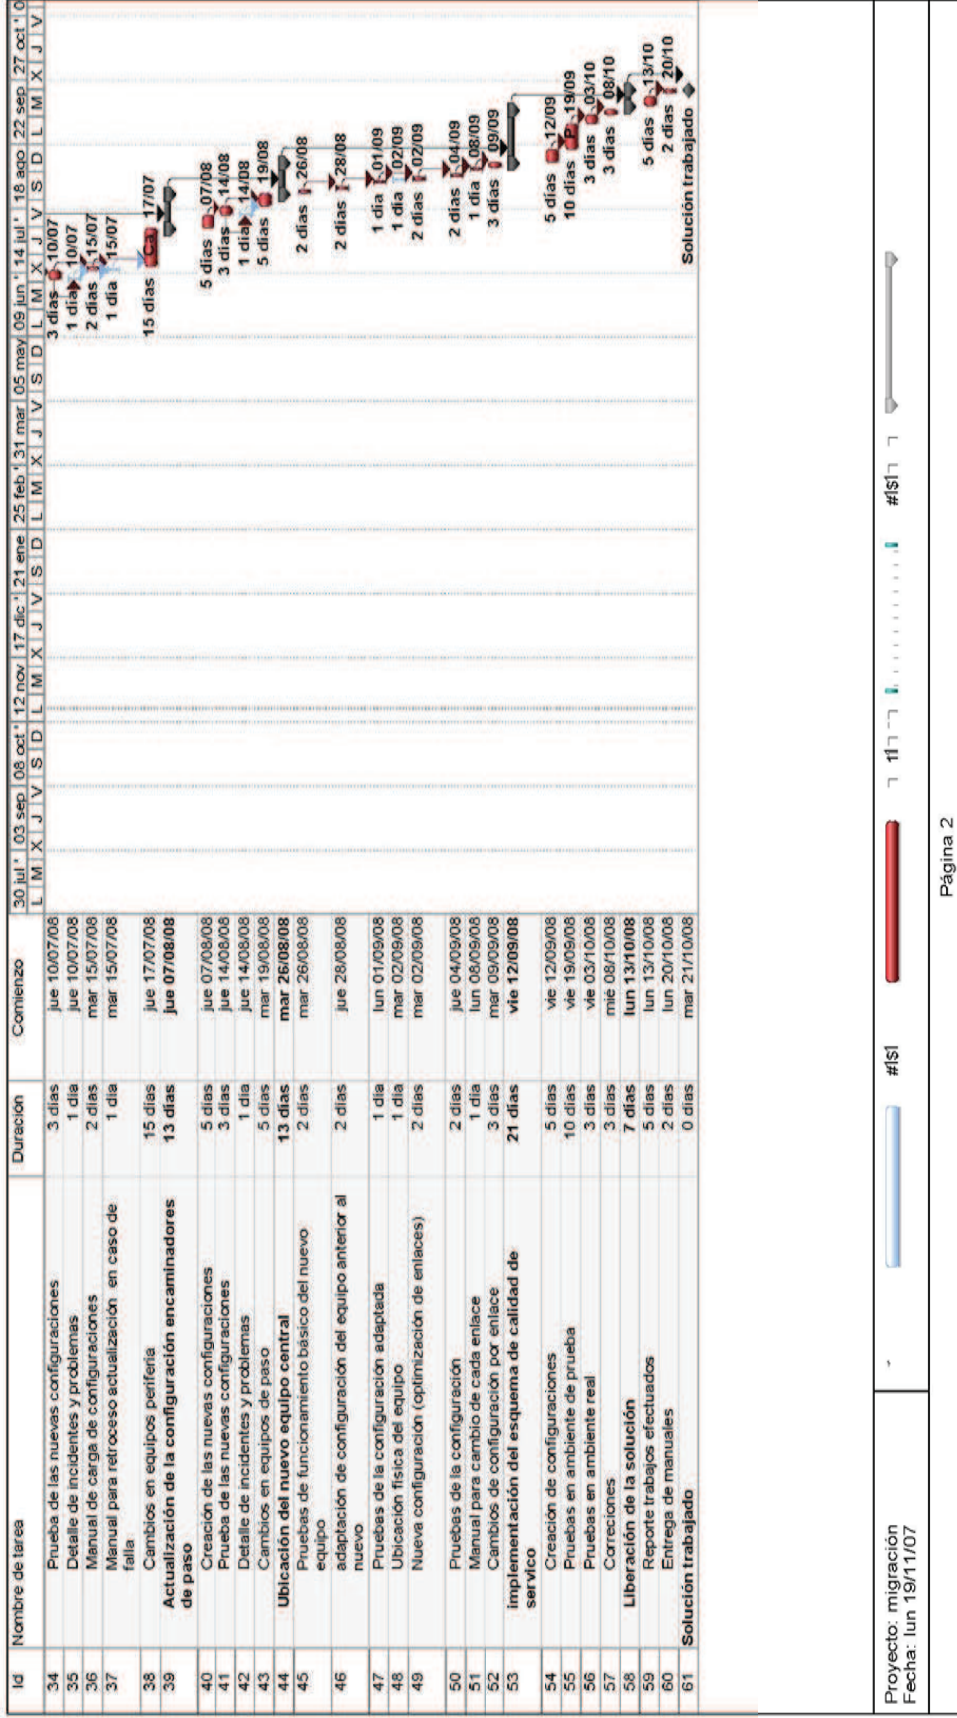 Id Nombre de tarea Duración Comienzo 30 jul ' 03 sep 08 oct ' 12 nov 17 dic ' 21 ene 25 feb ' 31 mar 05 may 09 jun ' 14 jul ' 18 ago 22 sep 27 oct ' 0
L M X J V S D L M X J V S D L M X J V S D L M X J V
34 Prueba de las nuevas configuraciones 3 días jue 10/07/08 3 días 10/07
35 Detalle de incidentes y problemas 1 día jue 10/07/08 1 día 10/07
36 Manual de carga de configuraciones 2 días mar 15/07/08 2 días 15/07
37 Manual para retroceso actualización en caso de falla 1 día mar 15/07/08 1 día 15/07
38 Cambios en equipos periferia 15 días jue 17/07/08 15 días Ca 17/07
39 Actualización de la configuración encaminadores de paso 13 días jue 07/08/08
40 Creación de las nuevas configuraciones 5 días jue 07/08/08 5 días 07/08
41 Prueba de las nuevas configuraciones 3 días jue 14/08/08 3 días 14/08
42 Detalle de incidentes y problemas 1 día jue 14/08/08 1 día 14/08
43 Cambios en equipos de paso 5 días mar 19/08/08 5 días 19/08
44 Ubicación del nuevo equipo central 13 días mar 26/08/08
45 Pruebas de funcionamiento básico del nuevo equipo 2 días mar 26/08/08 2 días 26/08
46 adaptación de configuración del equipo anterior al nuevo 2 días jue 28/08/08 2 días 28/08
47 Pruebas de la configuración adaptada 1 día lun 01/09/08 1 día 01/09
48 Ubicación física del equipo 1 día mar 02/09/08 1 día 02/09
49 Nueva configuración (optimización de enlaces) 2 días mar 02/09/08 2 días 02/09
50 Pruebas de la configuración 2 días jue 04/09/08 2 días 04/09
51 Manual para cambio de cada enlace 1 día lun 08/09/08 1 día 08/09
52 Cambios de configuración por enlace 3 días mar 09/09/08 3 días 09/09
53 implementación del esquema de calidad de servico 21 días vie 12/09/08
54 Creación de configuraciones 5 días vie 12/09/08 5 días 12/09
55 Pruebas en ambiente de prueba 10 días vie 19/09/08 10 días P 19/09
56 Pruebas en ambiente real 3 días vie 03/10/08 3 días 03/10
57 Correciones 3 días mié 08/10/08 3 días 08/10
58 Liberación de la solución 7 días lun 13/10/08
59 Reporte trabajos efectuados 5 días lun 13/10/08 5 días 13/10
60 Entrega de manuales 2 días lun 20/10/08 2 días 20/10
61 Solución trabajado 0 días mar 21/10/08 Solución trabajado
Proyecto: migración
Fecha: lun 19/11/07
#1$1
#1$1
Página 2